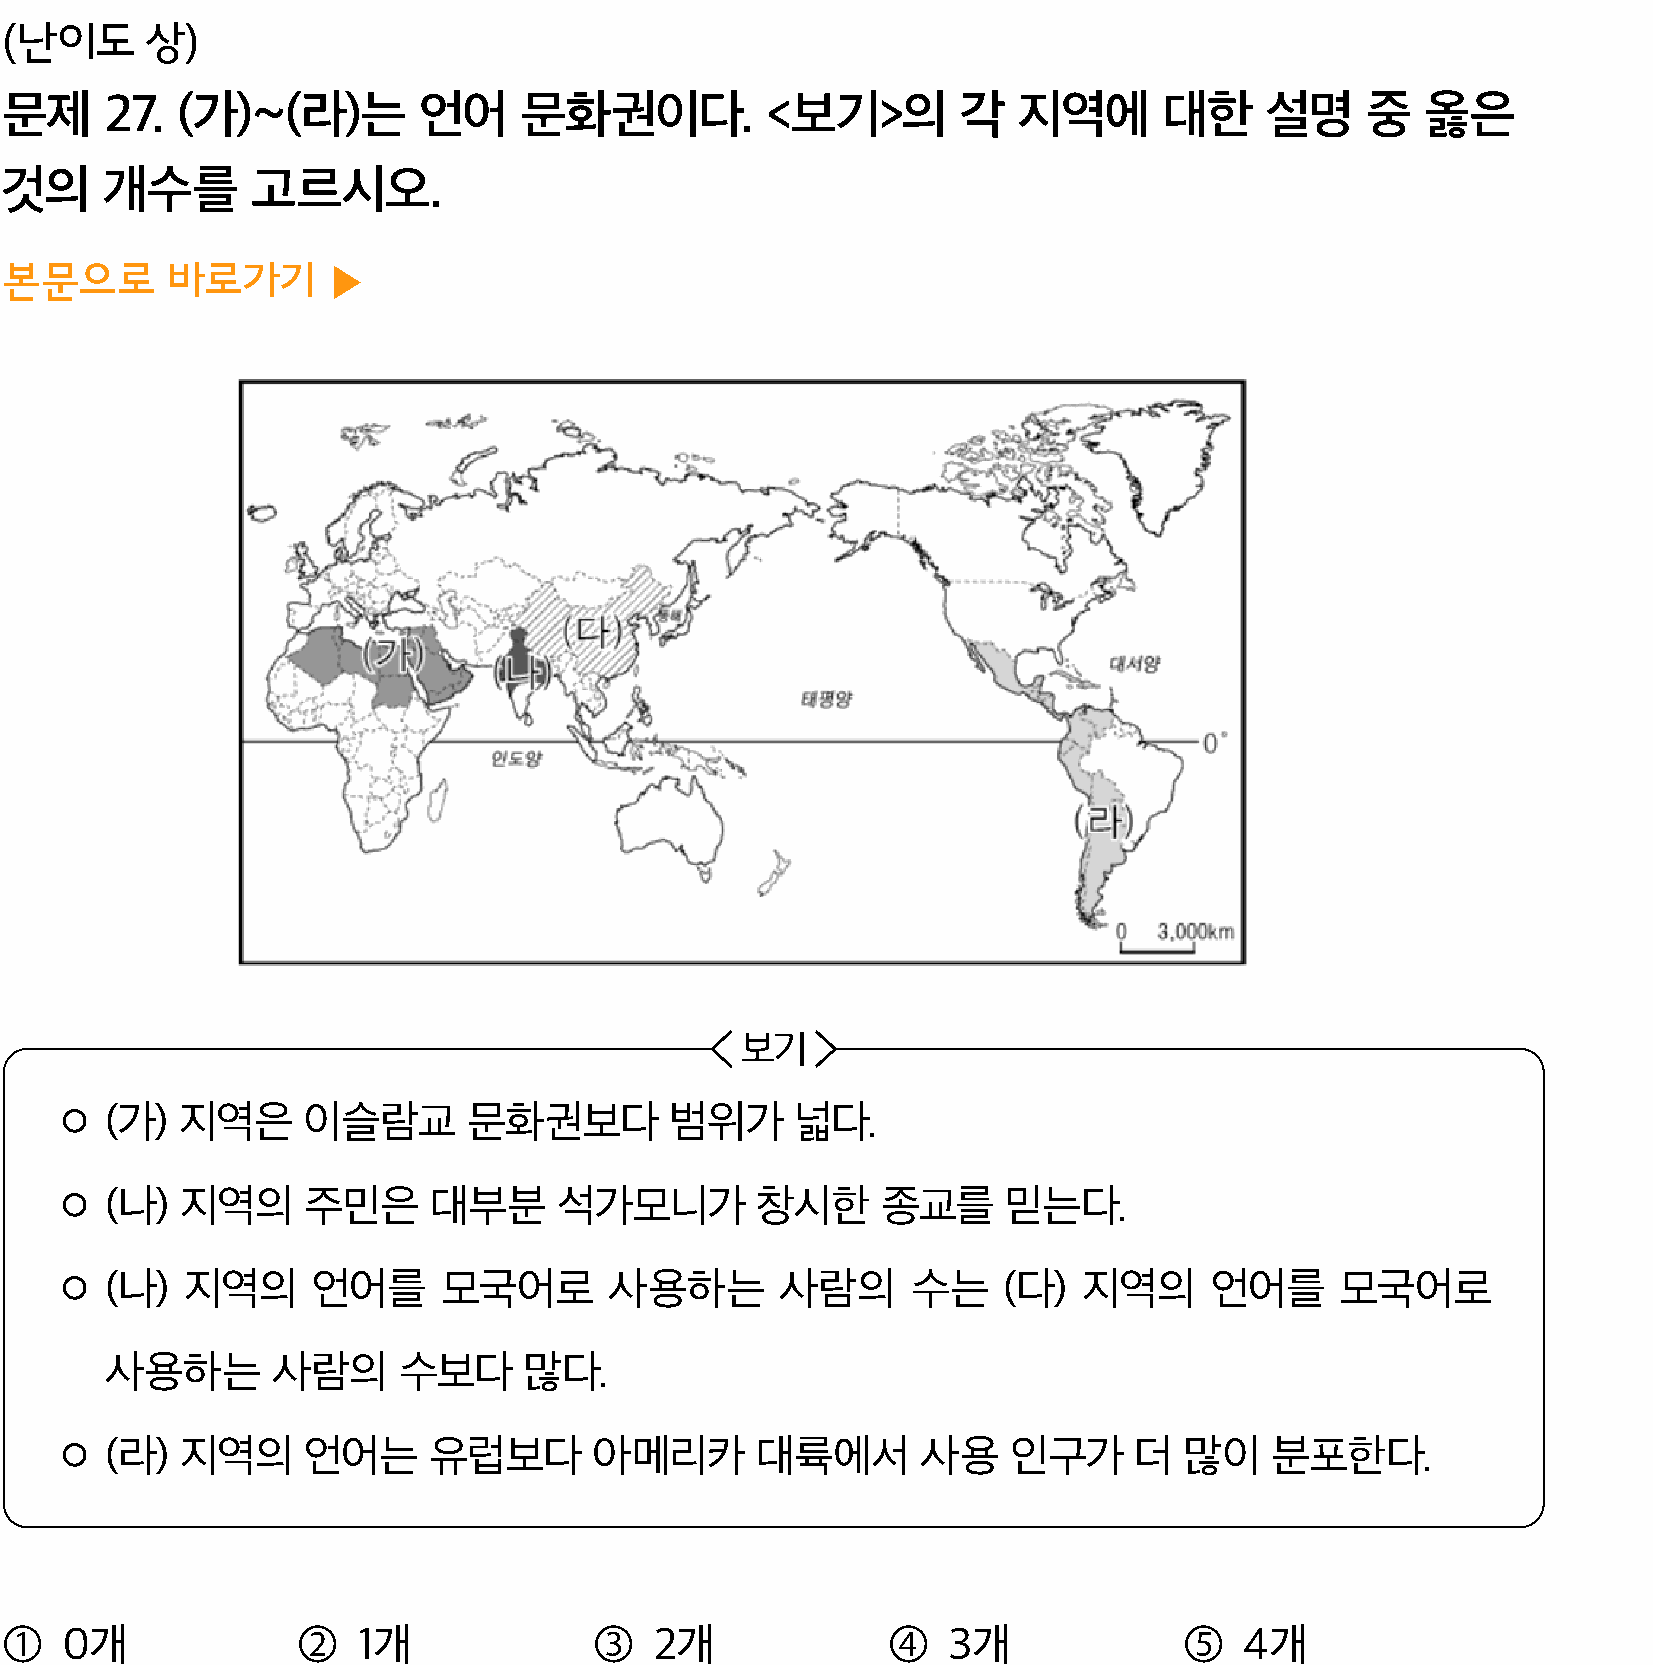 (난이도 상)
문제 27. (가)~(라)는 언어 문화권이다. <보기>의 각 지역에 대한 설명 중 옳은
것의 개수를 고르시오.
본문으로 바로가기 ▶
(다)
(가)
(나)
대서양
태평양
0°
인도양
(라)
0 3,000km
<보기>
○ (가) 지역은 이슬람교 문화권보다 범위가 넓다.
○ (나) 지역의 주민은 대부분 석가모니가 창시한 종교를 믿는다.
○ (나) 지역의 언어를 모국어로 사용하는 사람의 수는 (다) 지역의 언어를 모국어로
사용하는 사람의 수보다 많다.
○ (라) 지역의 언어는 유럽보다 아메리카 대륙에서 사용 인구가 더 많이 분포한다.
① 0개 ② 1개 ③ 2개 ④ 3개 ⑤ 4개